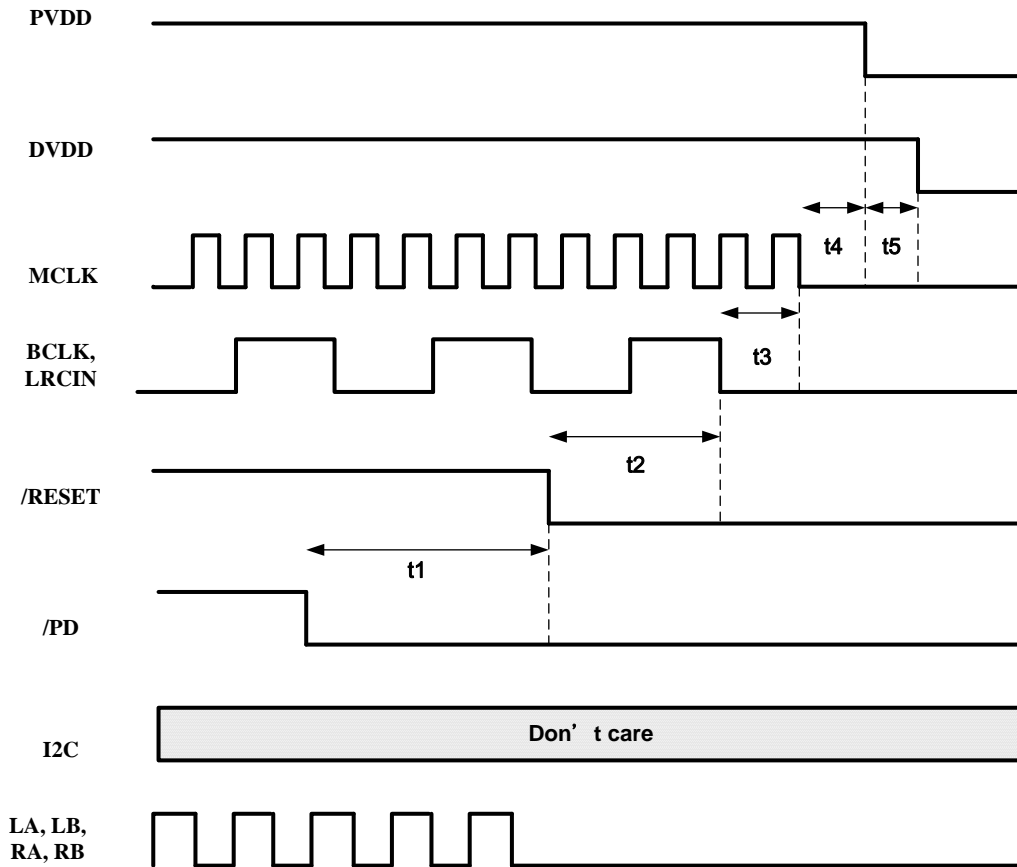 PVDD
DVDD
t4
t5
MCLK
t3
BCLK,
LRCIN
t2
/RESET
t1
/PD
Don’ t care
I2C
LA, LB,
RA, RB